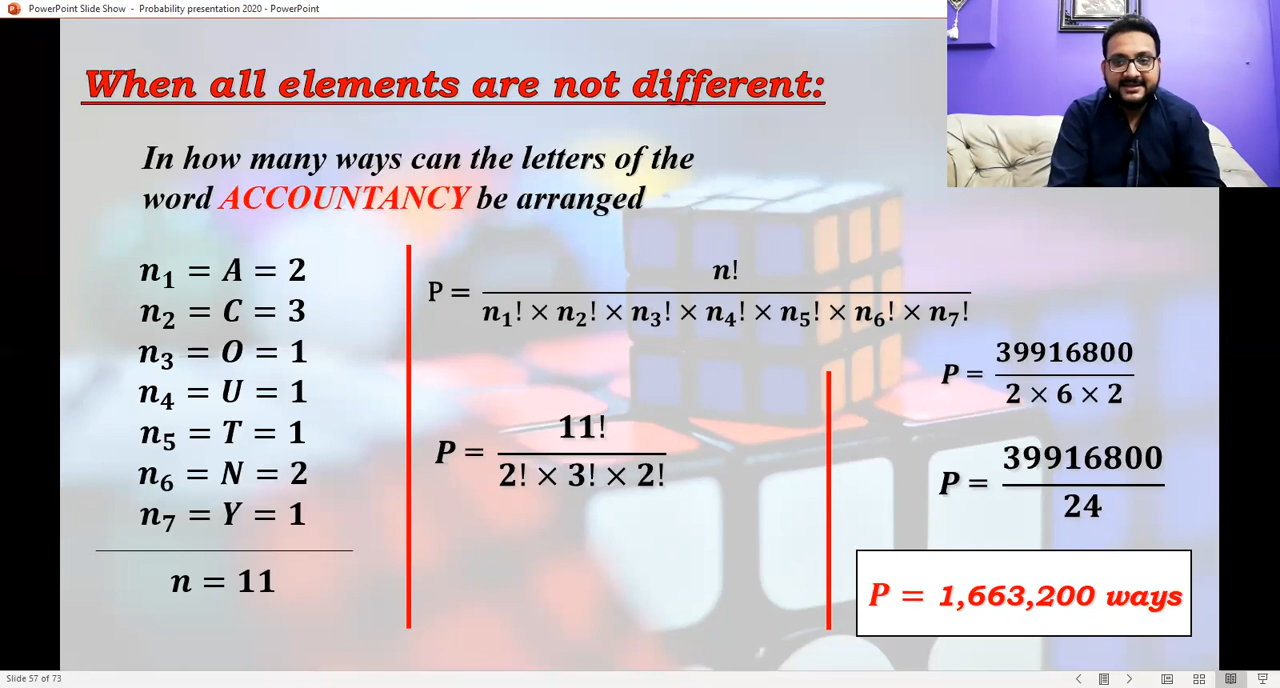 PowerPoint Slide Show - Probability presentation 2020 - PowerPoint
When all elements are not different:
In how many ways can the letters of the
word ACCOUNTANCY be arranged
n₁ = A = 2
n₂ = C = 3
n₃ = O = 1
n₄ = U = 1
n₅ = T = 1
n₆ = N = 2
n₇ = Y = 1
n = 11
P = n! / (n₁! × n₂! × n₃! × n₄! × n₅! × n₆! × n₇!)
P = 11! / (2! × 3! × 2!)
P = 39916800 / (2 × 6 × 2)
P = 39916800 / 24
P = 1,663,200 ways
Slide 57 of 73